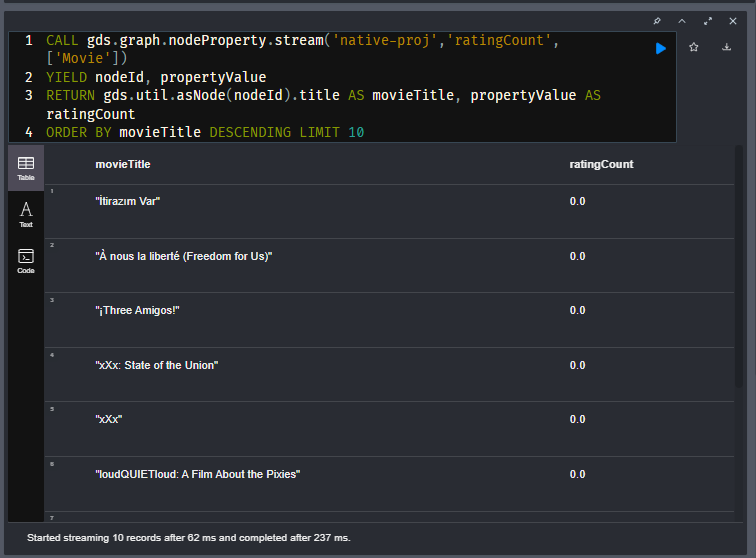 1 CALL gds.graph.nodeProperty.stream('native-proj','ratingCount',
['Movie'])
2 YIELD nodeId, propertyValue
3 RETURN gds.util.asNode(nodeId).title AS movieTitle, propertyValue AS
ratingCount
4 ORDER BY movieTitle DESCENDING LIMIT 10
Table
Text
Code
movieTitle ratingCount
1 "İtirazım Var" 0.0
2 "À nous la liberté (Freedom for Us)" 0.0
3 "¡Three Amigos!" 0.0
4 "xXx: State of the Union" 0.0
5 "xXx" 0.0
6 "loudQUIETloud: A Film About the Pixies" 0.0
7
Started streaming 10 records after 62 ms and completed after 237 ms.